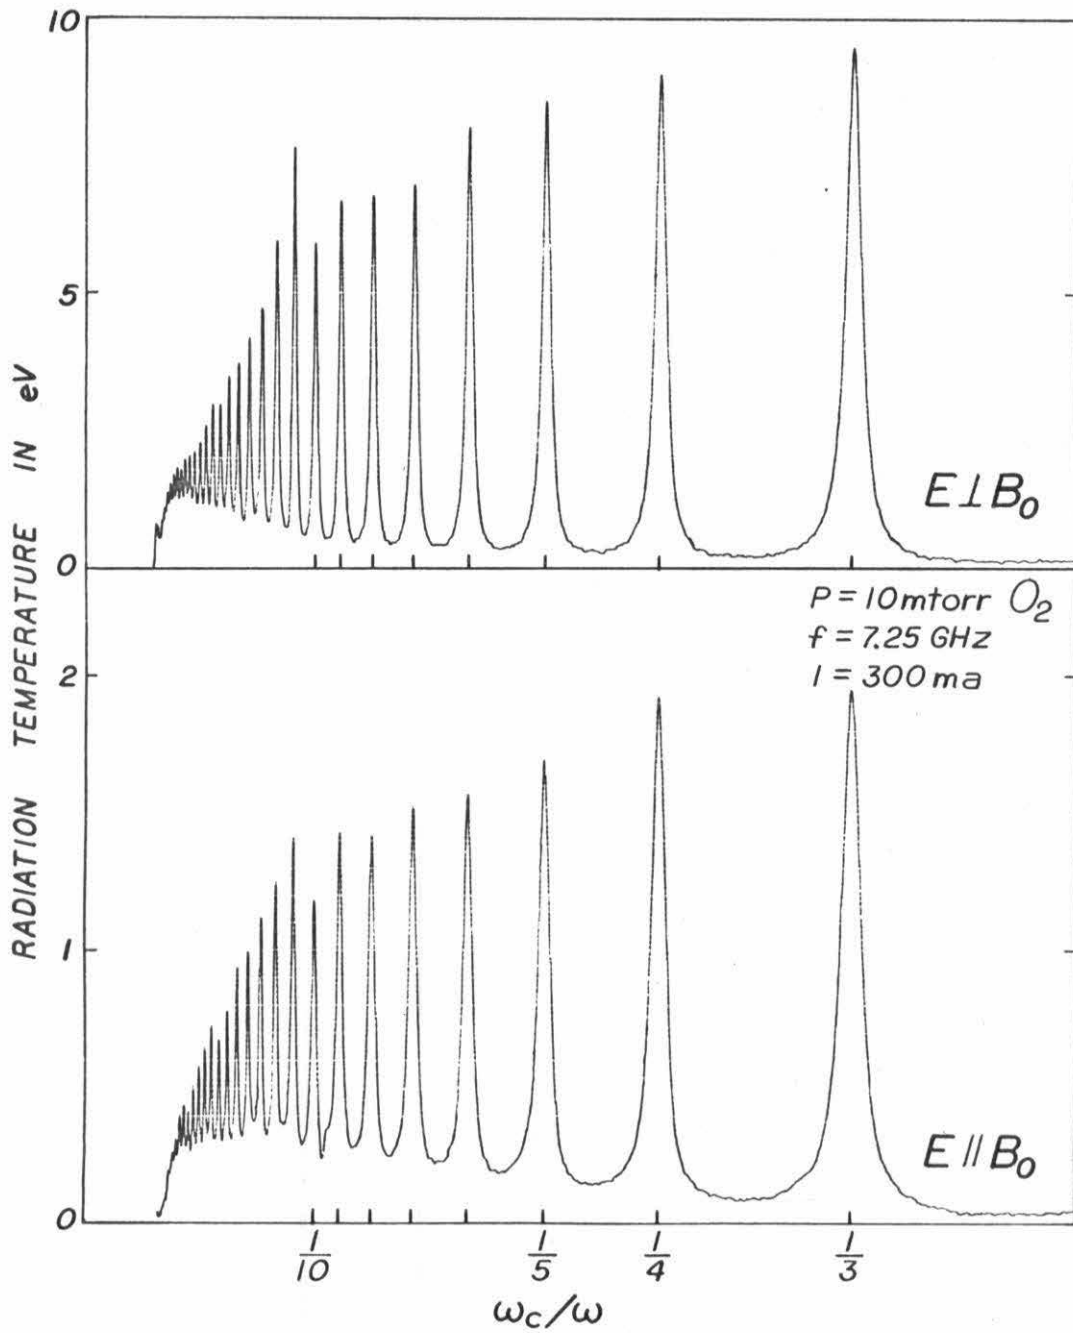 RADIATION TEMPERATURE IN eV
10
5
0
E⊥B₀
P = 10 mtorr O₂
f = 7.25 GHz
I = 300 ma
2
1
0
E∥B₀
1/10
1/5
1/4
1/3
ω_c/ω